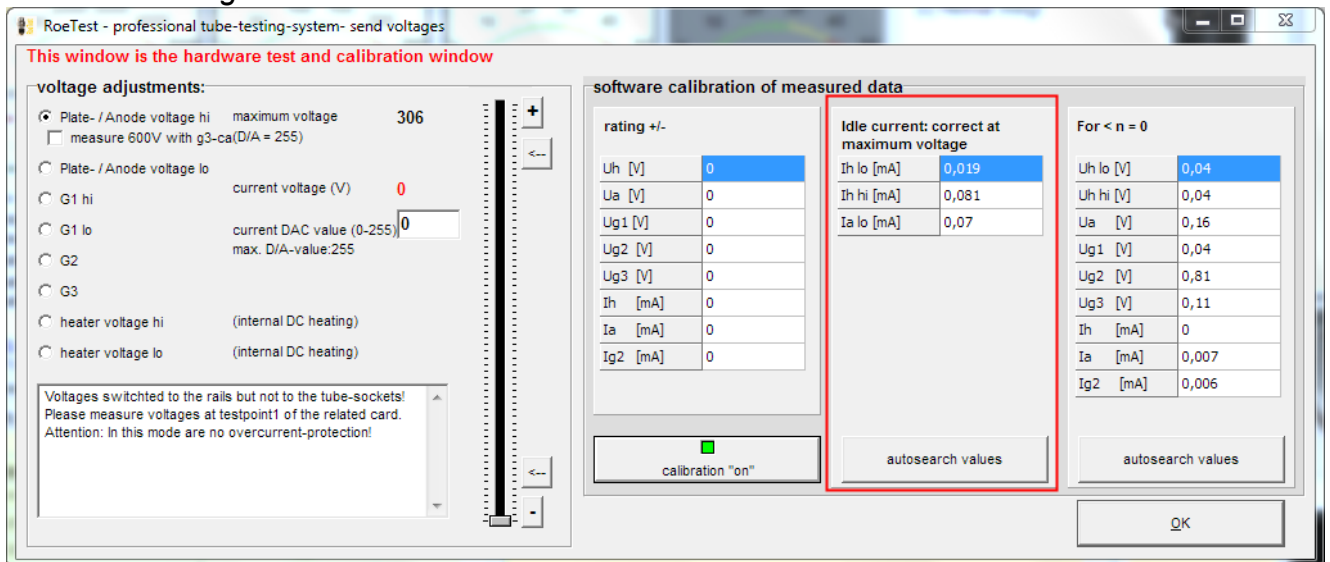 RoeTest - professional tube-testing-system- send voltages
This window is the hardware test and calibration window
voltage adjustments:
Plate- / Anode voltage hi maximum voltage 306
measure 600V with g3-ca(D/A = 255)
Plate- / Anode voltage lo
current voltage (V) 0
G1 hi
G1 lo current DAC value (0-255) 0
max. D/A-value:255
G2
G3
heater voltage hi (internal DC heating)
heater voltage lo (internal DC heating)
Voltages switchted to the rails but not to the tube-sockets!
Please measure voltages at testpoint1 of the related card.
Attention: In this mode are no overcurrent-protection!
+
<--
<--
-
software calibration of measured data
rating +/-
Uh [V] 0
Ua [V] 0
Ug1 [V] 0
Ug2 [V] 0
Ug3 [V] 0
Ih [mA] 0
Ia [mA] 0
Ig2 [mA] 0
calibration "on"
Idle current: correct at
maximum voltage
Ih lo [mA] 0,019
Ih hi [mA] 0,081
Ia lo [mA] 0,07
autosearch values
For < n = 0
Uh lo [V] 0,04
Uh hi [V] 0,04
Ua [V] 0,16
Ug1 [V] 0,04
Ug2 [V] 0,81
Ug3 [V] 0,11
Ih [mA] 0
Ia [mA] 0,007
Ig2 [mA] 0,006
autosearch values
OK